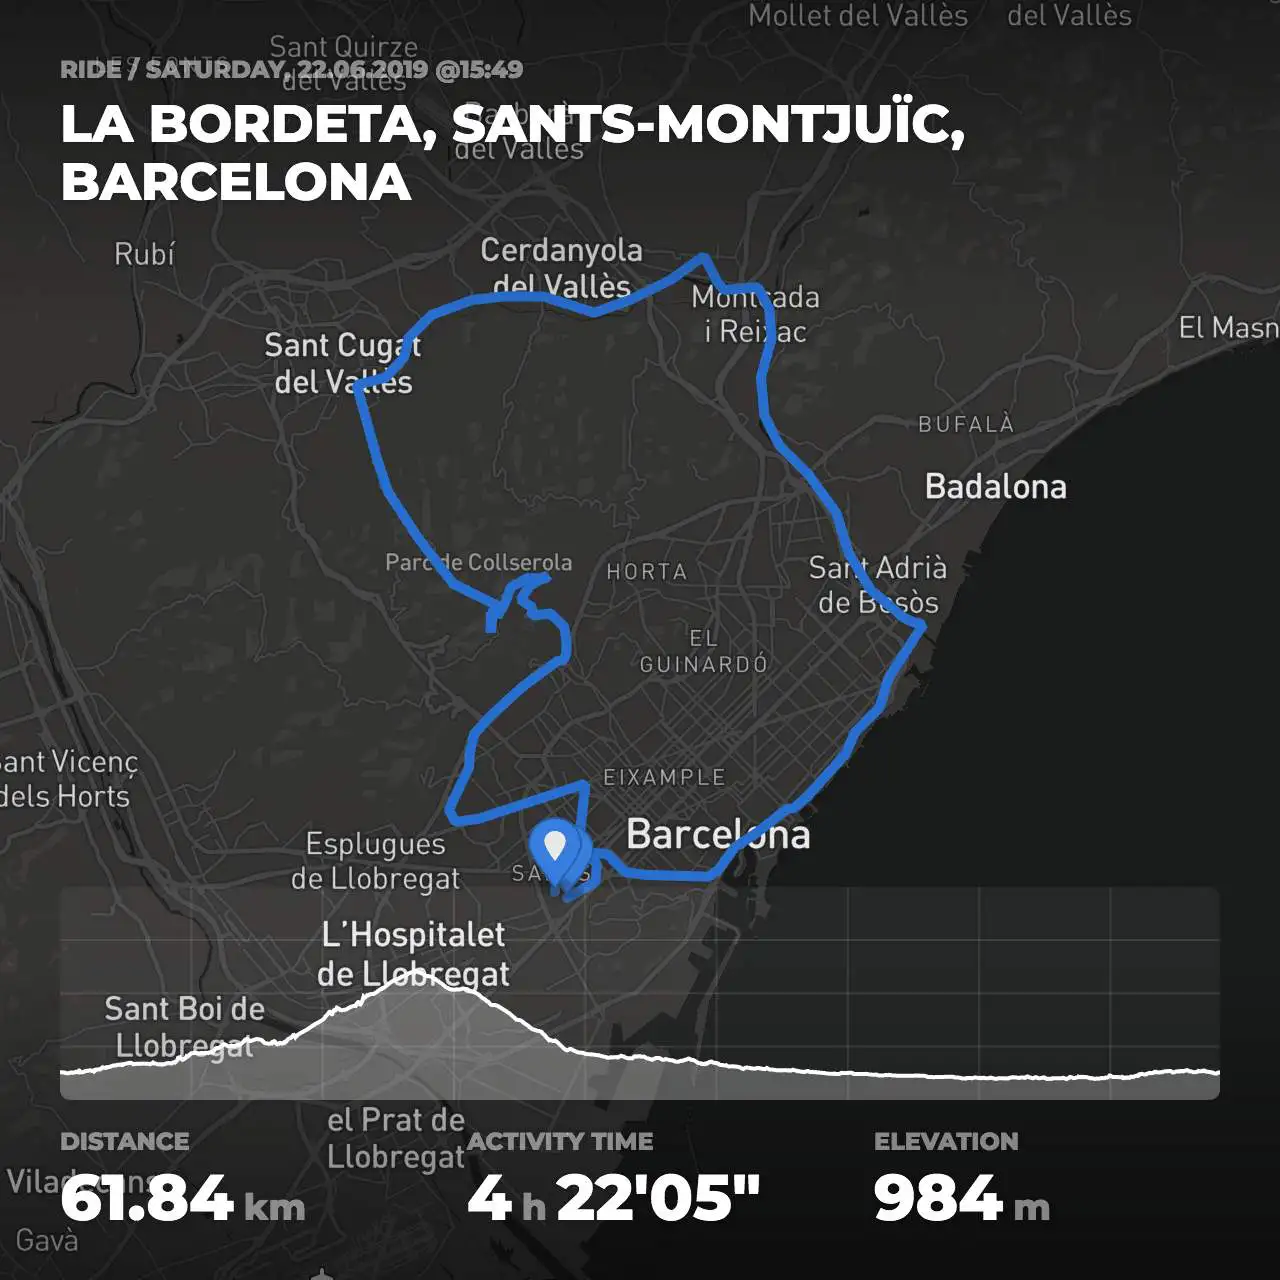 Mollet del Vallès
del Vallès
Sant Quirze
del Vallès
LES FONTS
RIDE / SATURDAY, 22.06.2019 @15:49
LA BORDETA, SANTS-MONTJUÏC,
BARCELONA
del Vallès
Rubí
Cerdanyola
del Vallès
Montcada
i Reixac
El Masn
Sant Cugat
del Vallès
BUFALÀ
Badalona
Parc de Collserola
HORTA
Sant Adrià
de Besòs
EL
GUINARDÓ
ant Vicenç
dels Horts
EIXAMPLE
Barcelona
Esplugues
de Llobregat
SANTS
L'Hospitalet
de Llobregat
Sant Boi de
Llobregat
el Prat de
Llobregat
DISTANCE
ACTIVITY TIME
ELEVATION
Viladecans
61.84 km
4 h 22'05"
984 m
Gavà